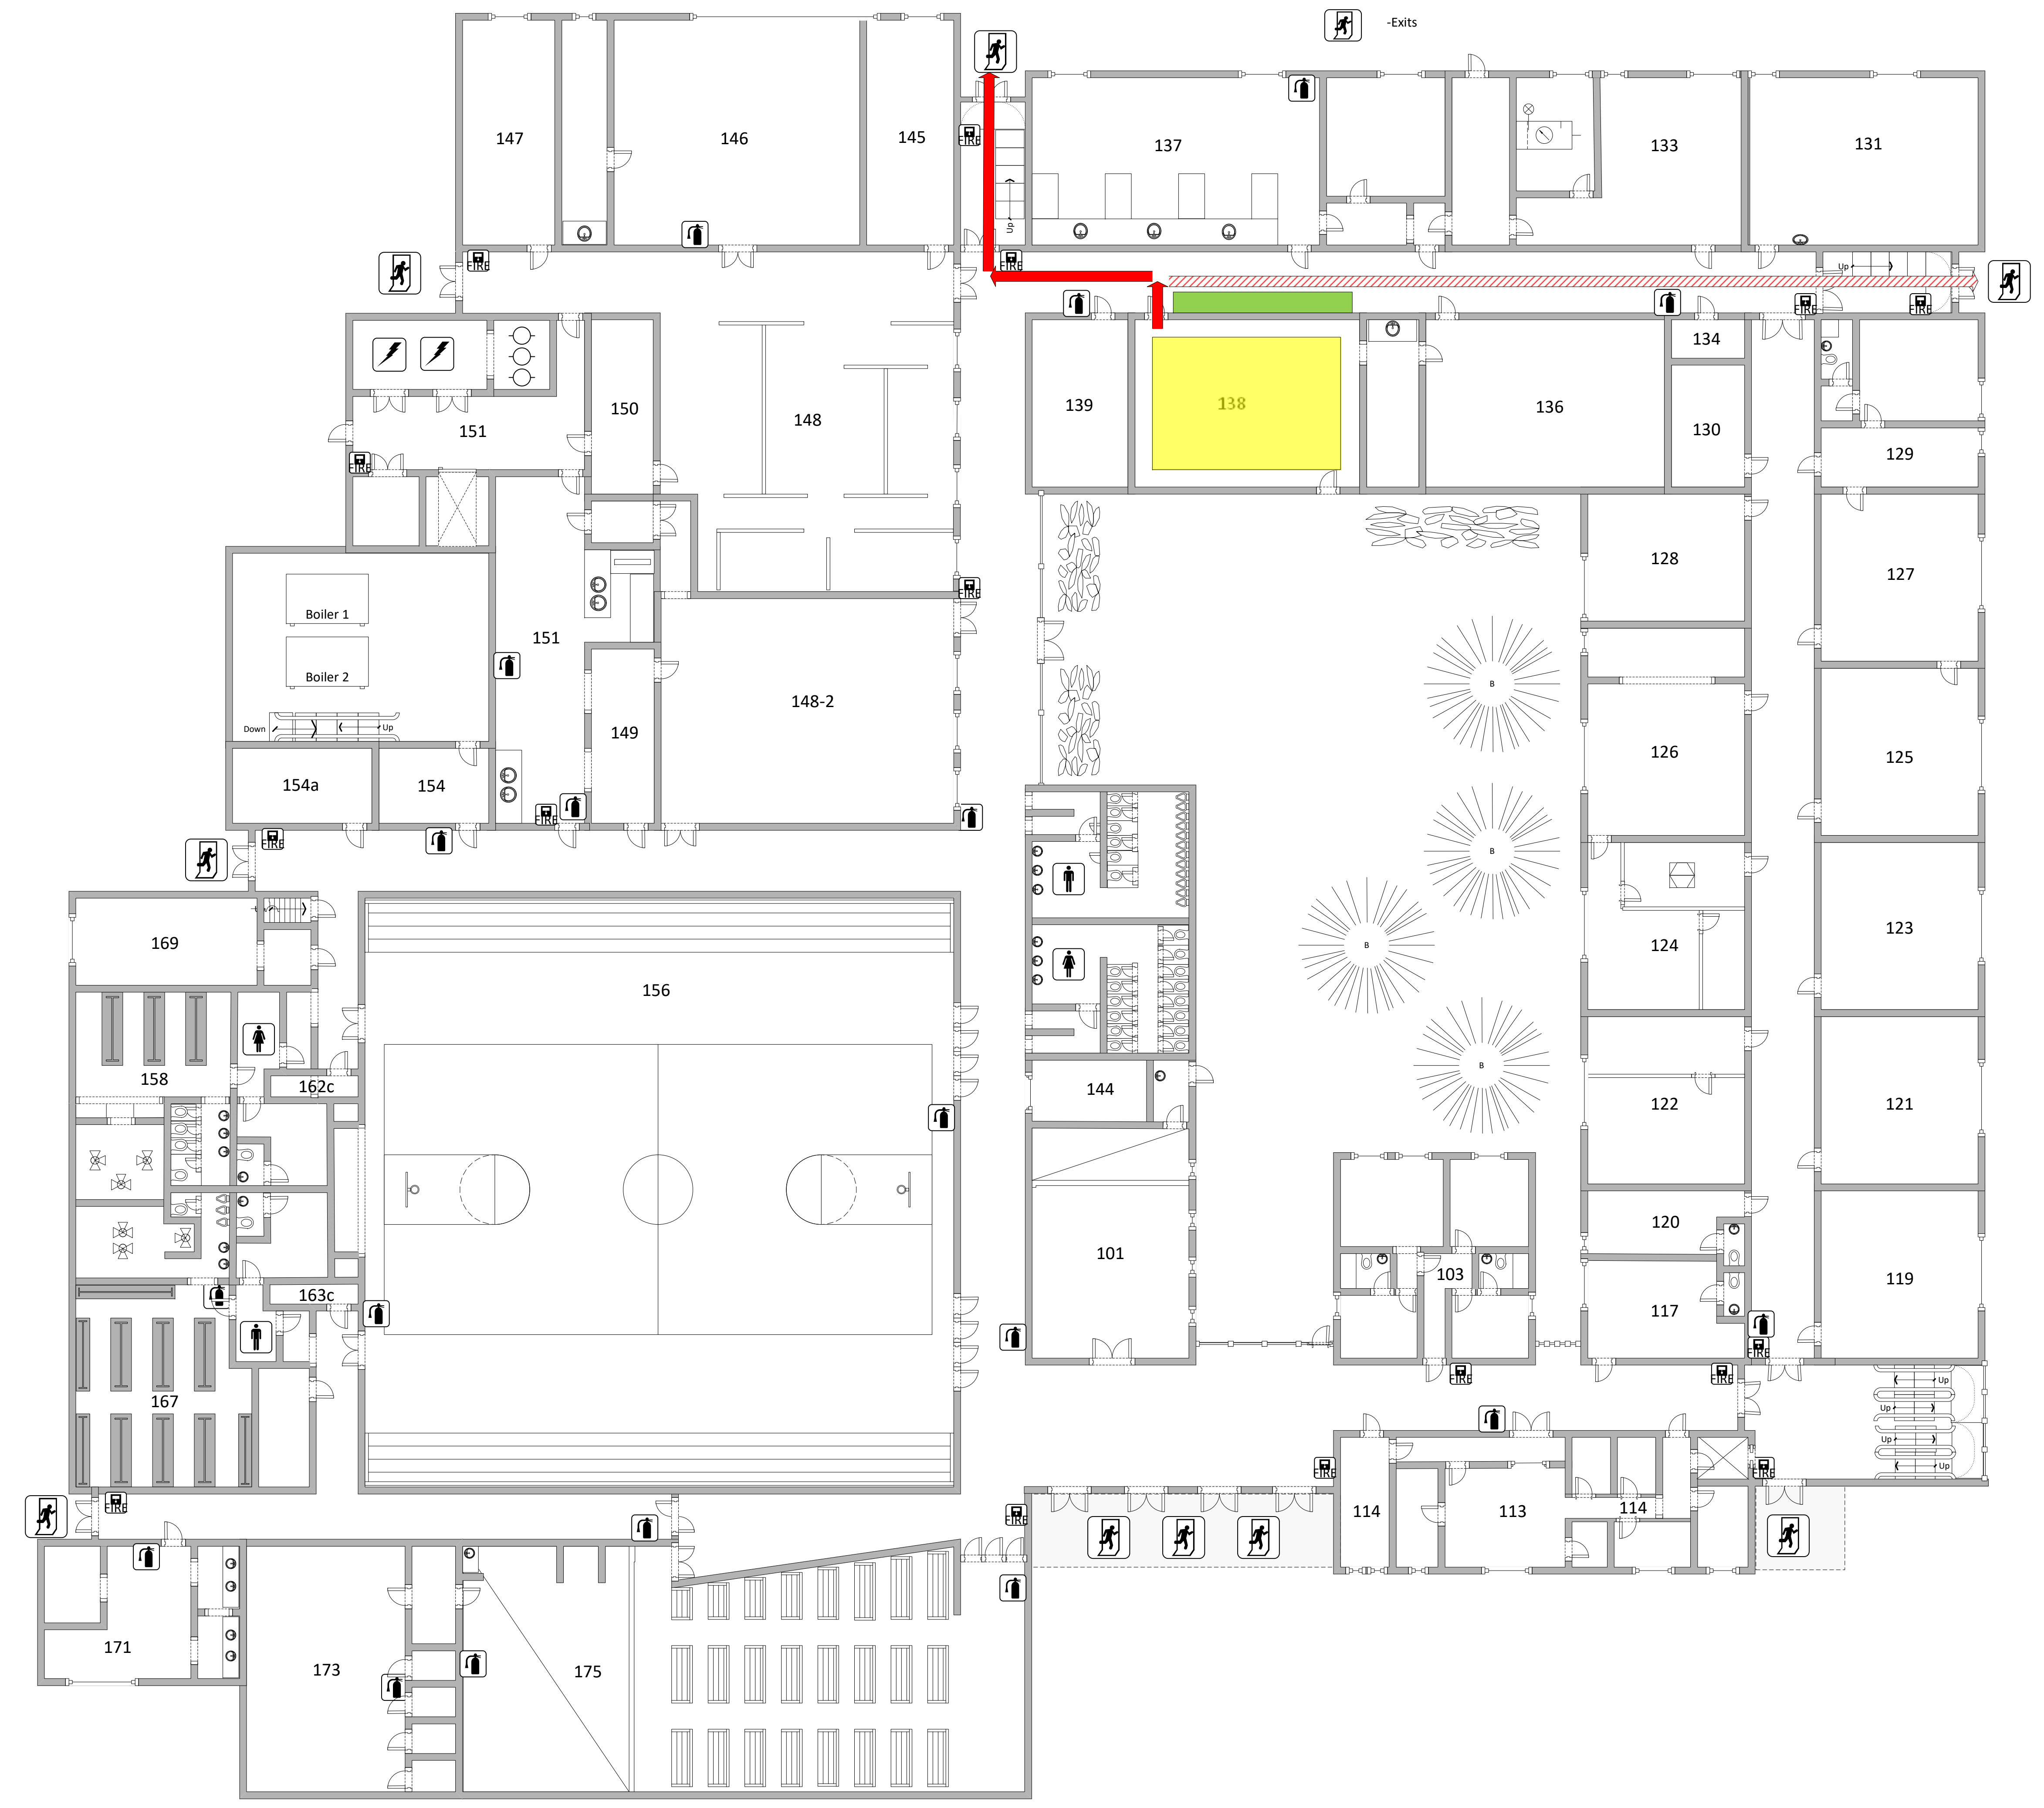 -Exits
147
146
145
137
133
131
FIRE
Up
FIRE
FIRE
Up
FIRE
FIRE
134
139
138
136
130
129
150
148
151
FIRE
128
127
Boiler 1
Boiler 2
151
FIRE
148-2
149
B
126
125
Down
Up
154a
154
FIRE
FIRE
B
169
156
B
124
123
158
162c
144
B
122
121
101
103
120
119
163c
117
FIRE
FIRE
FIRE
167
Up
Up
Up
Up
FIRE
FIRE
FIRE
FIRE
114
113
114
171
173
175